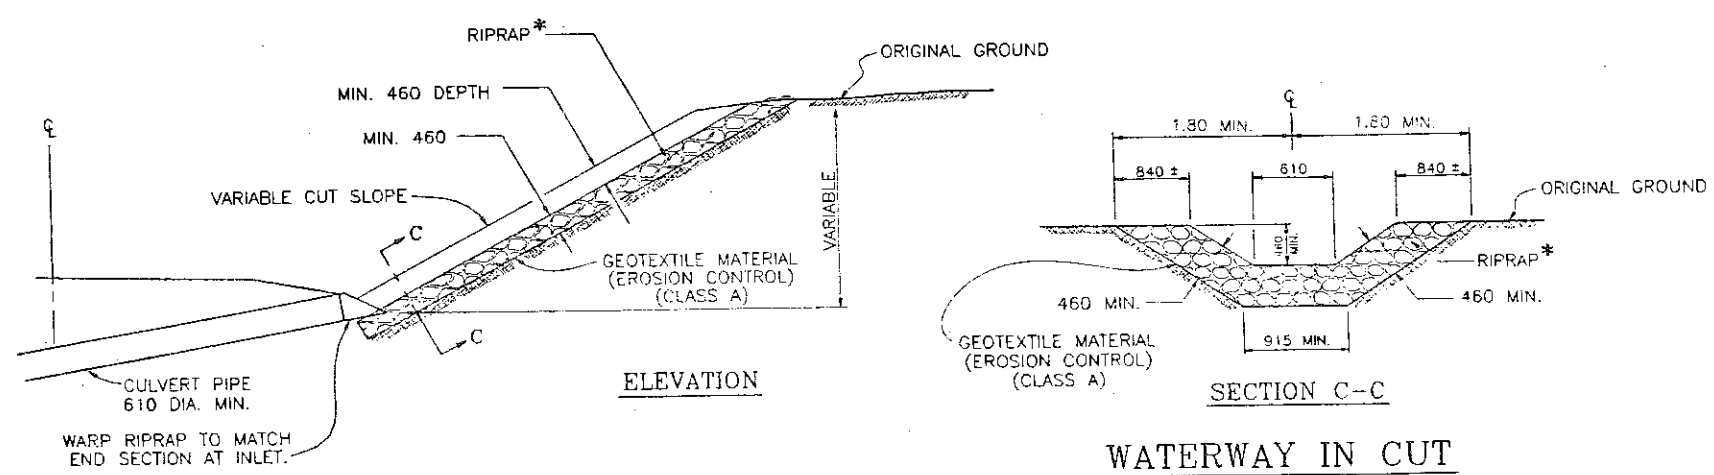 RIPRAP*
ORIGINAL GROUND
MIN. 460 DEPTH
MIN. 460
VARIABLE CUT SLOPE
℄
C
VARIABLE
GEOTEXTILE MATERIAL
(EROSION CONTROL)
(CLASS A)
C
CULVERT PIPE
610 DIA. MIN.
WARP RIPRAP TO MATCH
END SECTION AT INLET.
ELEVATION
℄
1.80 MIN.
1.80 MIN.
840 ±
610
840 ±
ORIGINAL GROUND
460
MIN.
RIPRAP*
460 MIN.
460 MIN.
GEOTEXTILE MATERIAL
(EROSION CONTROL)
(CLASS A)
915 MIN.
SECTION C-C
WATERWAY IN CUT